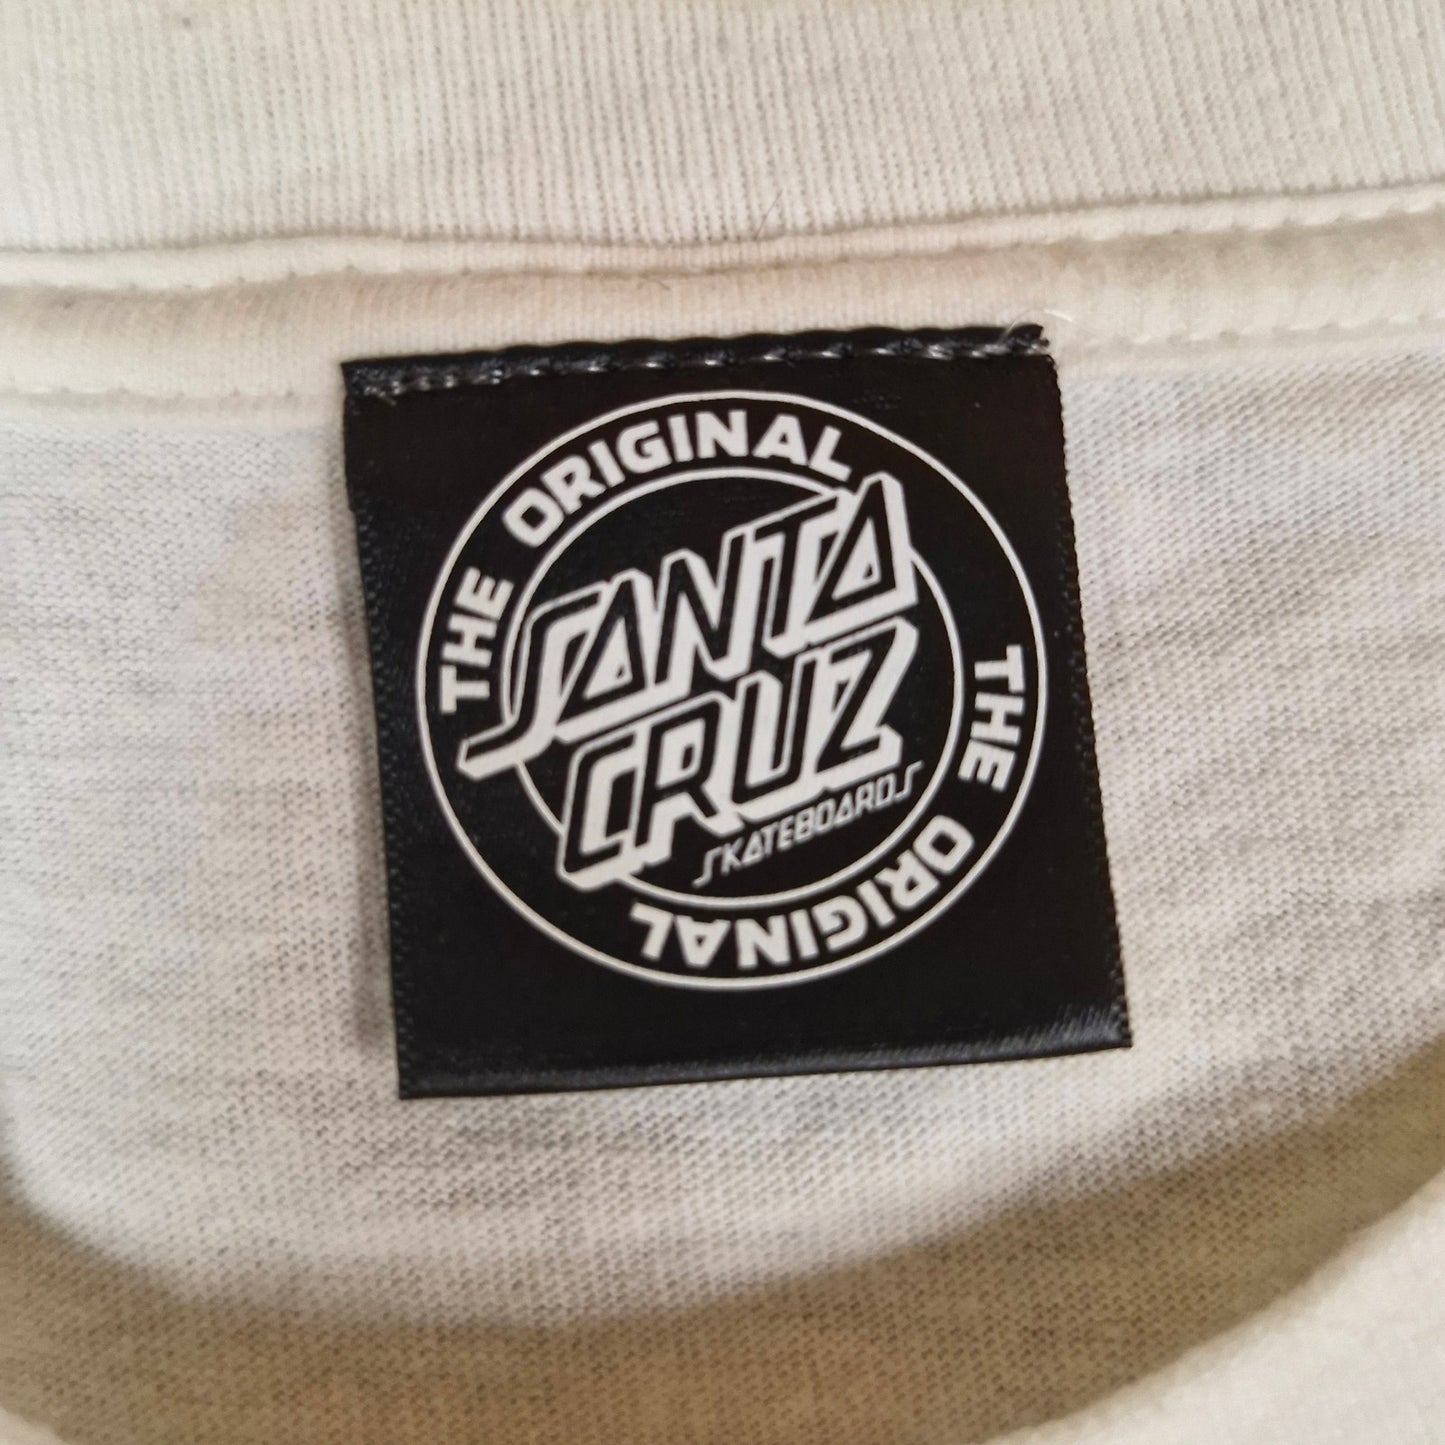 THE ORIGINAL
SANTA
CRUZ
SKATEBOARDS
THE ORIGINAL